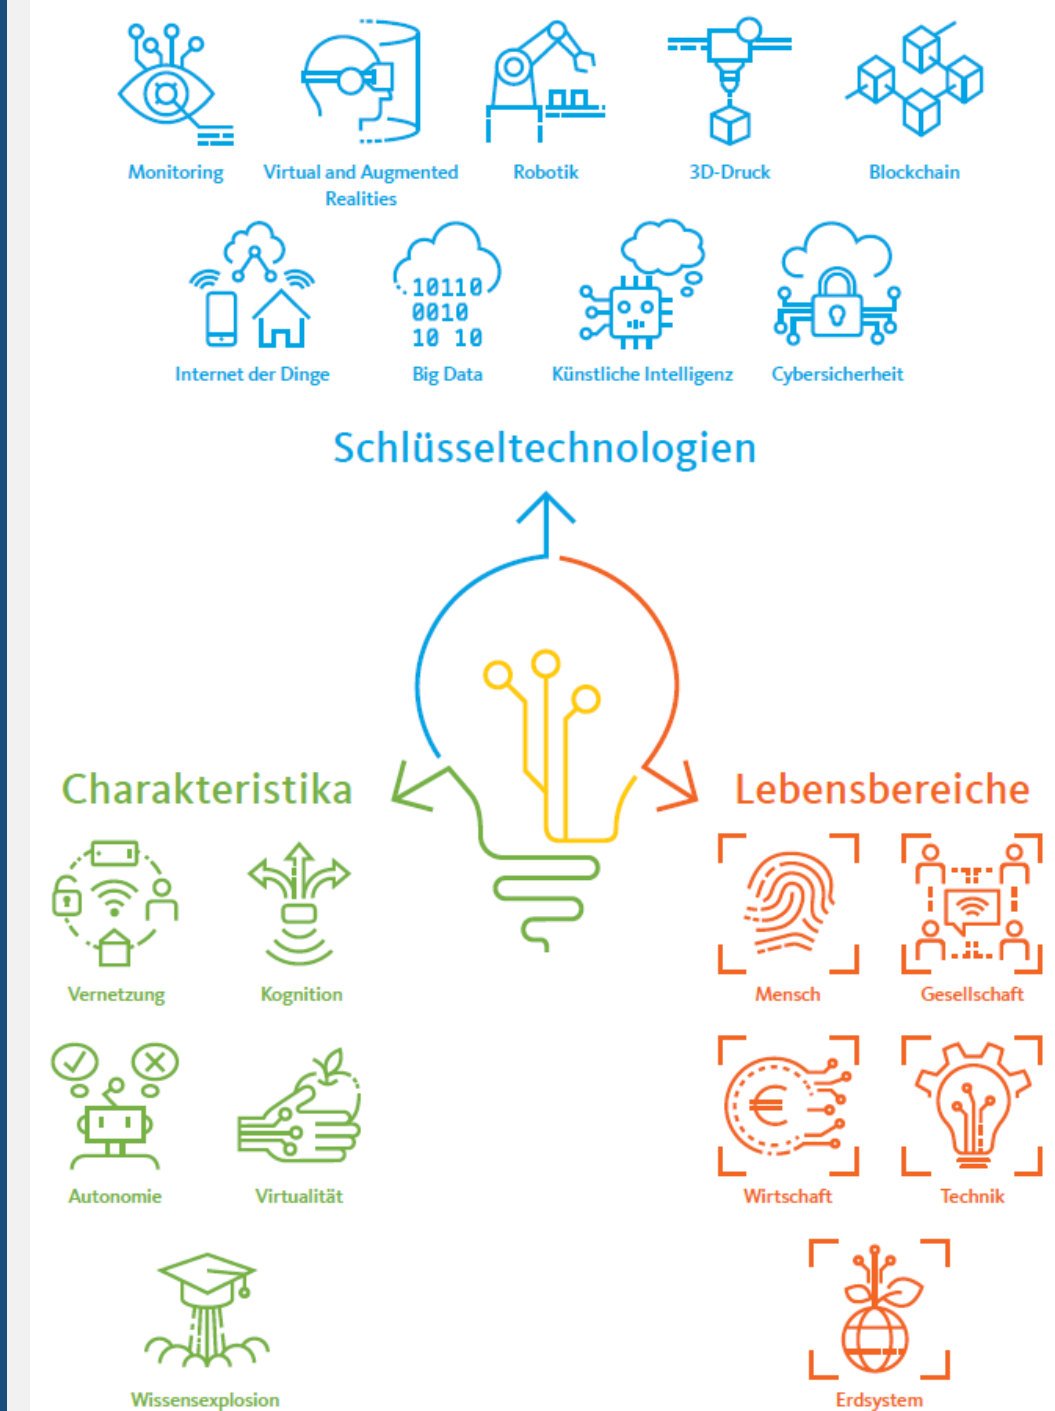 Monitoring
Virtual and Augmented
Realities
Robotik
3D-Druck
Blockchain
10110
0010
10 10
Internet der Dinge
Big Data
Künstliche Intelligenz
Cybersicherheit
Schlüsseltechnologien
Charakteristika
Vernetzung
Kognition
Autonomie
Virtualität
Wissensexplosion
Lebensbereiche
Mensch
Gesellschaft
€
Wirtschaft
Technik
Erdsystem